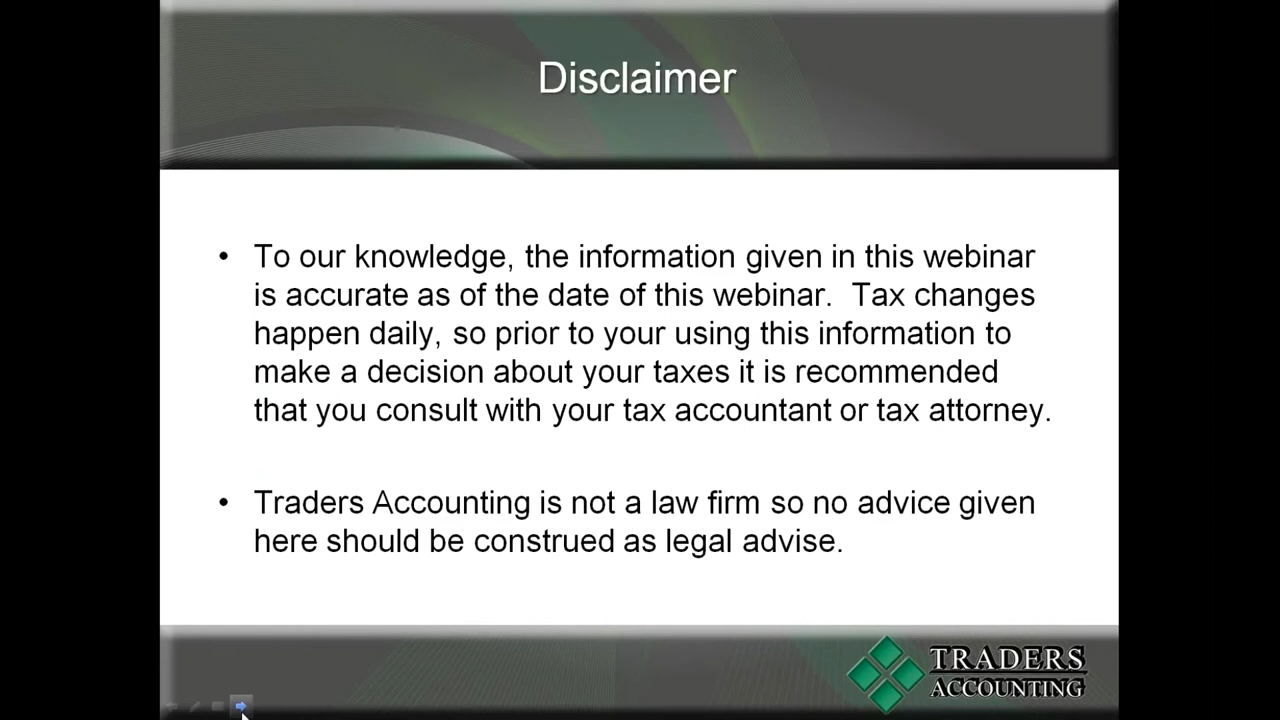 Disclaimer
• To our knowledge, the information given in this webinar
is accurate as of the date of this webinar.  Tax changes
happen daily, so prior to your using this information to
make a decision about your taxes it is recommended
that you consult with your tax accountant or tax attorney.
• Traders Accounting is not a law firm so no advice given
here should be construed as legal advise.
TRADERS
ACCOUNTING